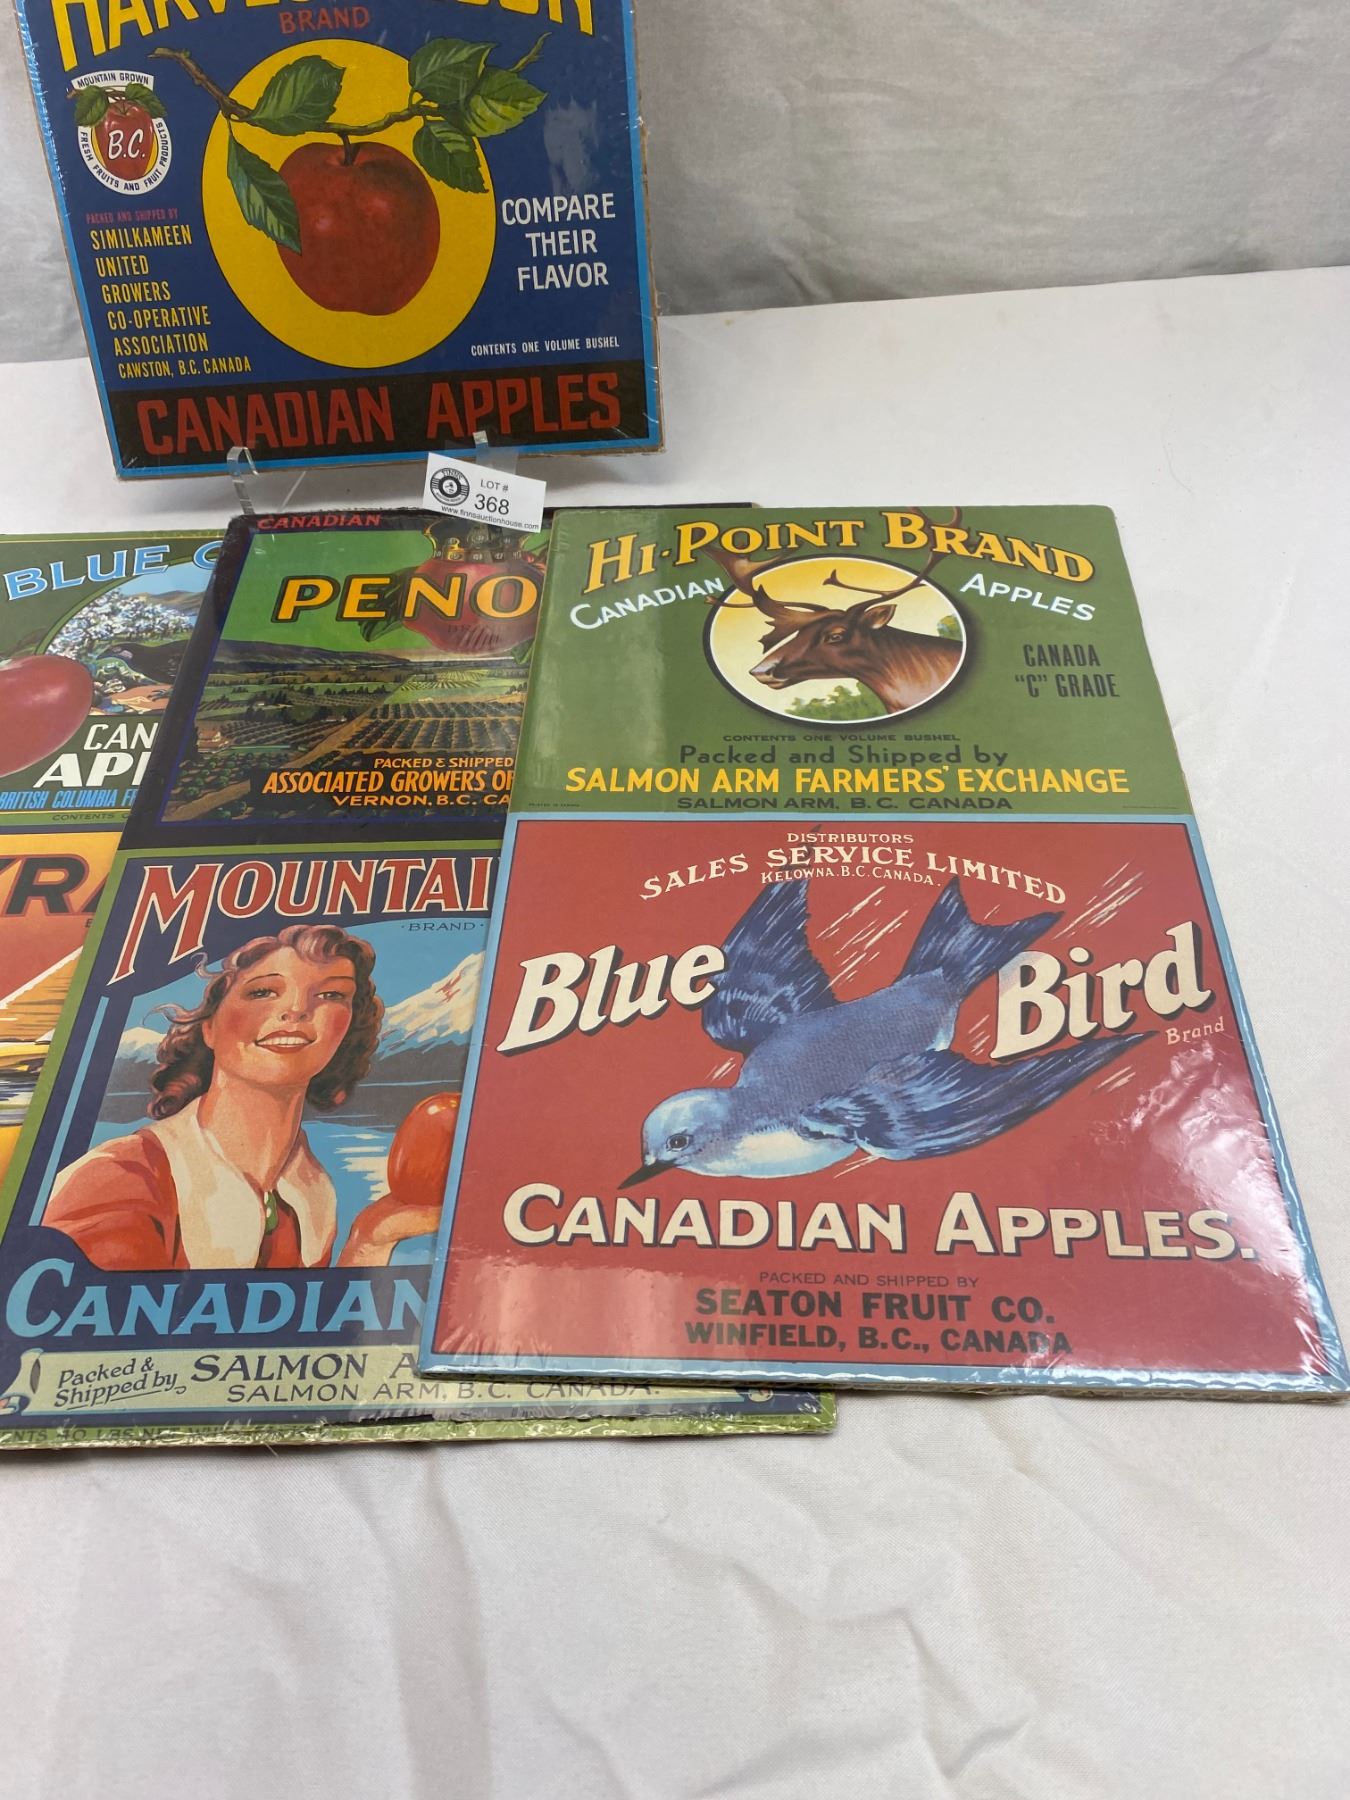 BRAND
MOUNTAIN GROWN
B.C.
FRESH FRUITS AND FRUIT PRODUCTS
PACKED AND SHIPPED BY
SIMILKAMEEN
UNITED
GROWERS
CO-OPERATIVE
ASSOCIATION
CAWSTON, B.C. CANADA
COMPARE
THEIR
FLAVOR
CONTENTS ONE VOLUME BUSHEL
CANADIAN APPLES
LOT #
368
www.finnsauctionhouse.com
BLUE
CAN
BRITISH COLUMBIA
CONTENTS
CANADIAN
PENO
PACKED & SHIPPED
ASSOCIATED GROWERS
VERNON, B.C.
HI-POINT BRAND
CANADIAN APPLES
CANADA
"C" GRADE
CONTENTS ONE VOLUME BUSHEL
Packed and Shipped by
SALMON ARM FARMERS' EXCHANGE
SALMON ARM, B.C. CANADA
MOUNTAI
BRAND
CANADIAN
Packed &
Shipped by
SALMON A
SALMON ARM, B.C. CANADA.
DISTRIBUTORS
SALES SERVICE LIMITED
KELOWNA. B.C. CANADA.
Blue Bird
Brand
CANADIAN APPLES.
PACKED AND SHIPPED BY
SEATON FRUIT CO.
WINFIELD, B.C., CANADA